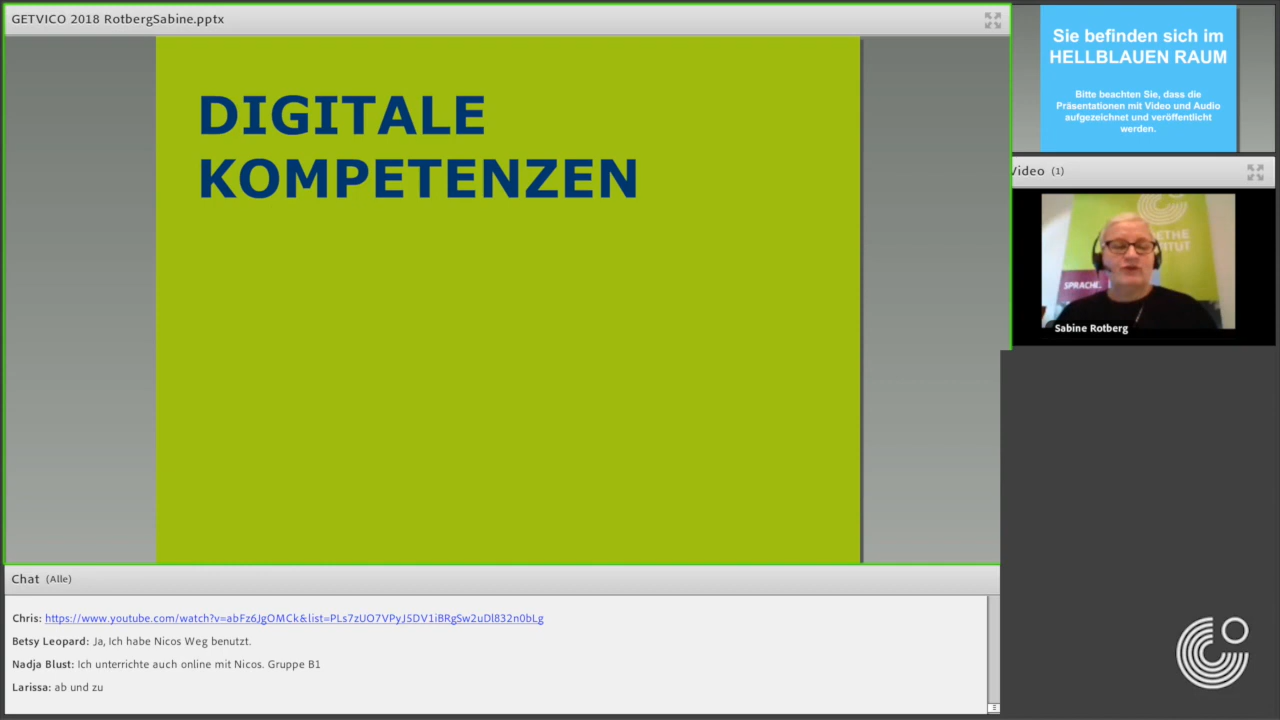 GETVICO 2018 RotbergSabine.pptx
DIGITALE
KOMPETENZEN
Sie befinden sich im
HELLBLAUEN RAUM
Bitte beachten Sie, dass die
Präsentationen mit Video und Audio
aufgezeichnet und veröffentlicht
werden.
Video (1)
SPRACHE.
Sabine Rotberg
Chat (Alle)
Chris: https://www.youtube.com/watch?v=abFz6JgOMCk&list=PLs7zUO7VPyJ5DV1iBRgSw2uDl832n0bLg
Betsy Leopard: Ja, Ich habe Nicos Weg benutzt.
Nadja Blust: Ich unterrichte auch online mit Nicos. Gruppe B1
Larissa: ab und zu